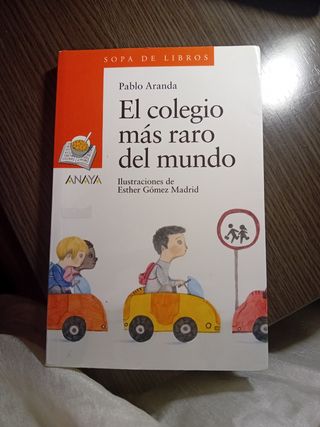 SOPA DE LIBROS
Pablo Aranda
El colegio
más raro
del mundo
ANAYA
Ilustraciones de
Esther Gómez Madrid